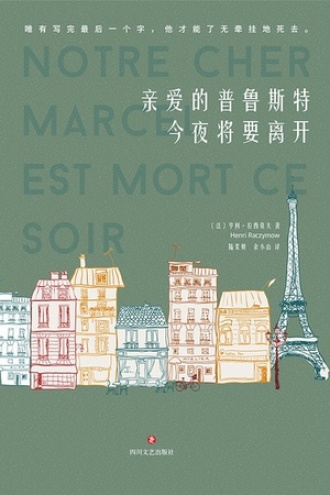 唯有写完最后一个字，他才能了无牵挂地死去。
NOTRE CHER
MARCEL
EST MORT CE
SOIR
亲爱的普鲁斯特
今夜将要离开
（法）亨利·拉西莫夫 著
Henri Raczymow
陆茉妍 余小山 译
四川文艺出版社